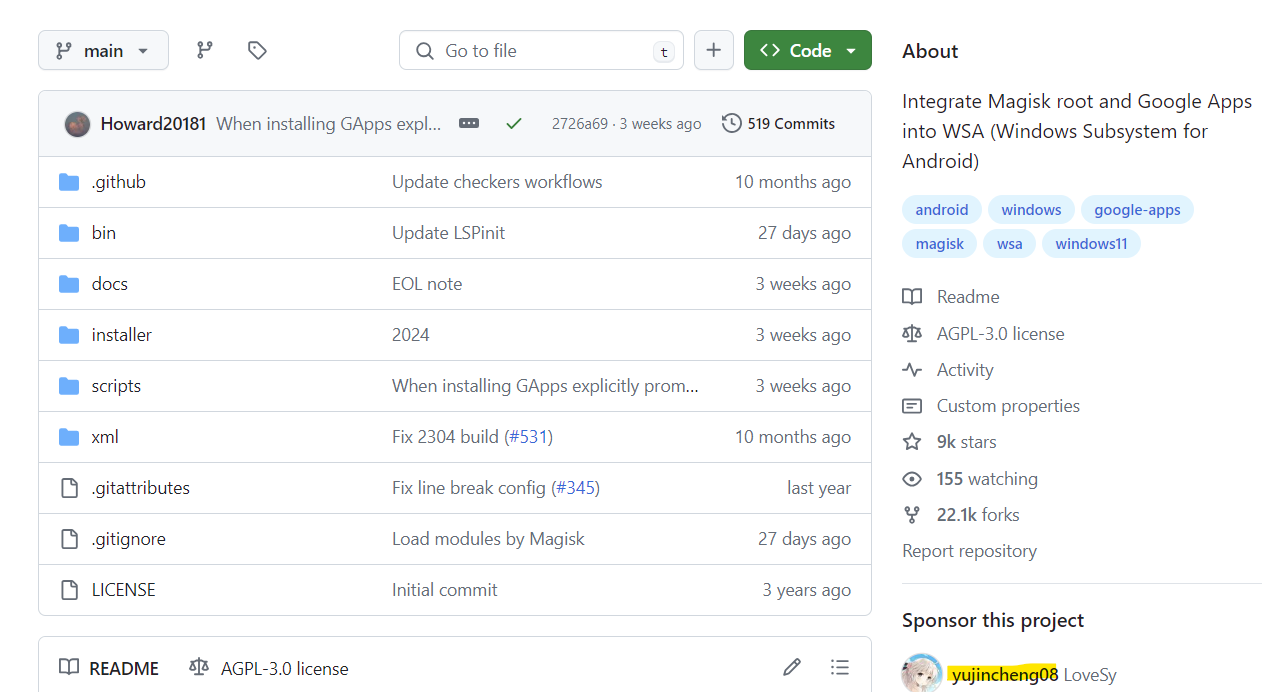 main
Go to file
t
Code
Howard20181 When installing GApps expl... 2726a69 · 3 weeks ago 519 Commits
.github Update checkers workflows 10 months ago
bin Update LSPinit 27 days ago
docs EOL note 3 weeks ago
installer 2024 3 weeks ago
scripts When installing GApps explicitly prom... 3 weeks ago
xml Fix 2304 build (#531) 10 months ago
.gitattributes Fix line break config (#345) last year
.gitignore Load modules by Magisk 27 days ago
LICENSE Initial commit 3 years ago
README AGPL-3.0 license
About
Integrate Magisk root and Google Apps
into WSA (Windows Subsystem for
Android)
android windows google-apps
magisk wsa windows11
Readme
AGPL-3.0 license
Activity
Custom properties
9k stars
155 watching
22.1k forks
Report repository
Sponsor this project
yujincheng08 LoveSy